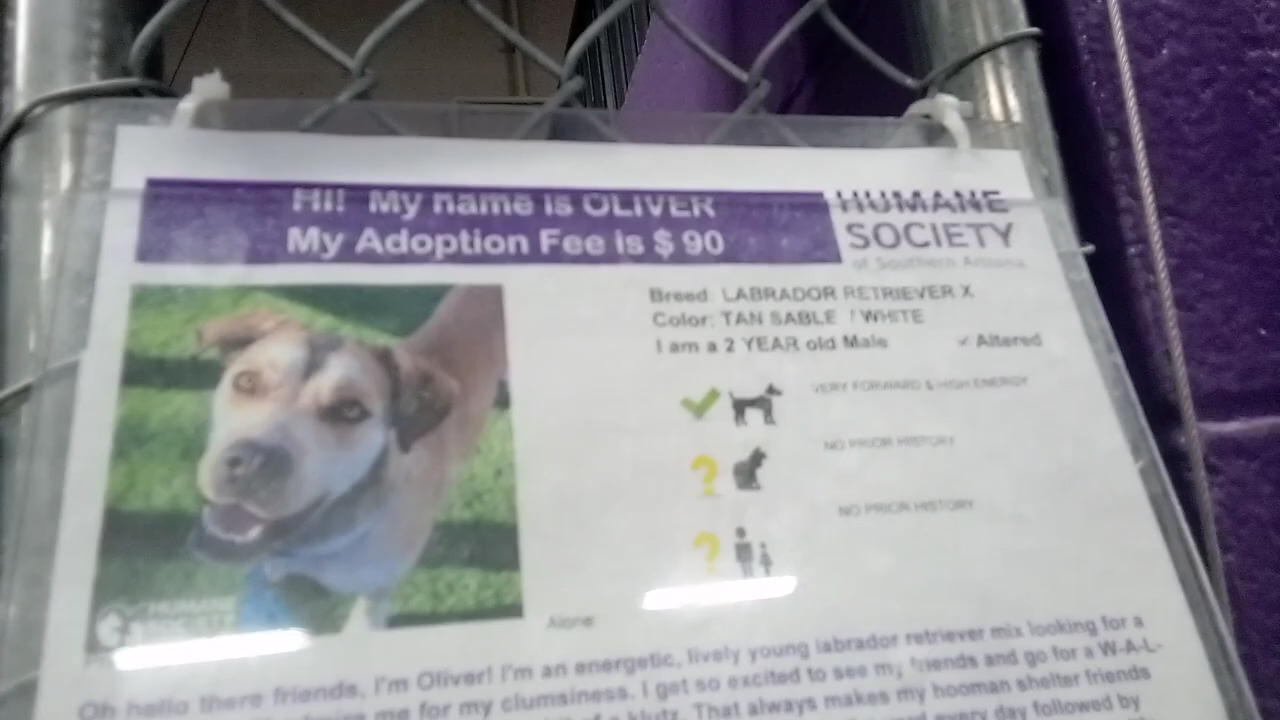 HI! My name is OLIVER
My Adoption Fee is $ 90
HUMANE
SOCIETY
of Southern Arizona
Breed: LABRADOR RETRIEVER X
Color: TAN SABLE / WHITE
I am a 2 YEAR old Male ✓ Altered
VERY FORWARD & HIGH ENERGY
NO PRIOR HISTORY
NO PRIOR HISTORY
HUMANE
SOCIETY
Alone
Oh hello there friends, I'm Oliver! I'm an energetic, lively young labrador retriever mix looking for a
me for my clumsiness. I get so excited to see my friends and go for a W-A-L-
of a klutz. That always makes my hooman shelter friends
every day followed by